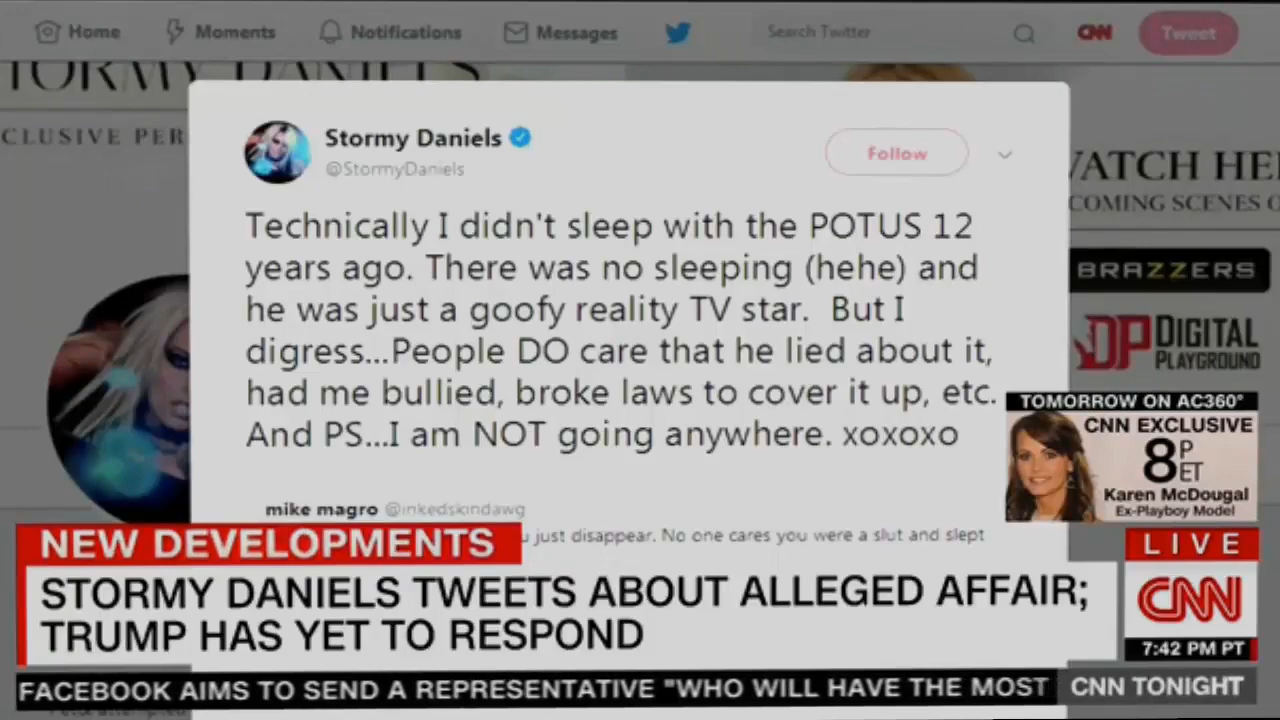 Home Moments Notifications Messages Search Twitter CNN Tweet
STORMY DANIELS
CLUSIVE PER
Stormy Daniels
@StormyDaniels
Follow
Technically I didn't sleep with the POTUS 12
years ago. There was no sleeping (hehe) and
he was just a goofy reality TV star. But I
digress...People DO care that he lied about it,
had me bullied, broke laws to cover it up, etc.
And PS...I am NOT going anywhere. xoxoxo
mike magro @inkedskindawg
just disappear. No one cares you were a slut and slept
WATCH HE
COMING SCENES O
BRAZZERS
DP DIGITAL
PLAYGROUND
TOMORROW ON AC360°
CNN EXCLUSIVE
8 P
ET
Karen McDougal
Ex-Playboy Model
NEW DEVELOPMENTS
STORMY DANIELS TWEETS ABOUT ALLEGED AFFAIR;
TRUMP HAS YET TO RESPOND
LIVE
CNN
7:42 PM PT
FACEBOOK AIMS TO SEND A REPRESENTATIVE "WHO WILL HAVE THE MOST
CNN TONIGHT